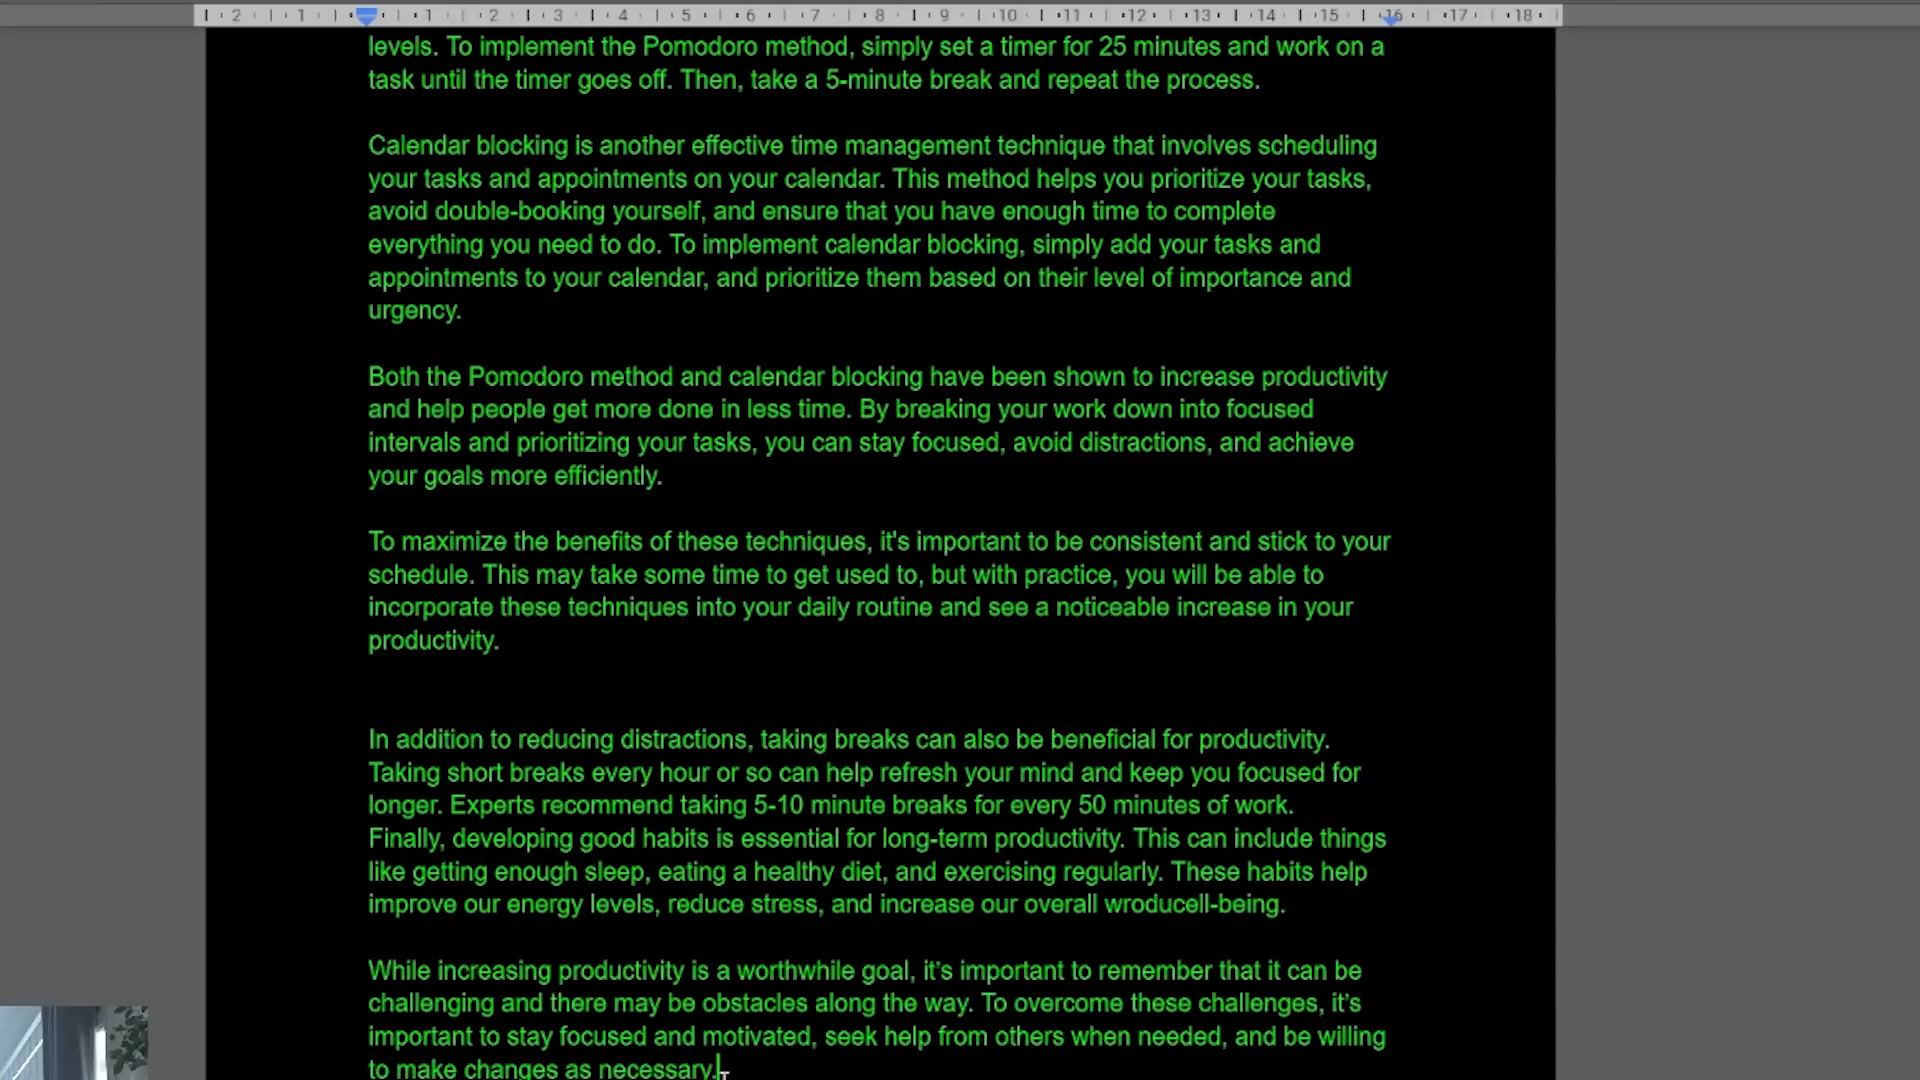 2 1 1 2 3 4 5 6 7 8 9 10 11 12 13 14 15 16 17 18
levels. To implement the Pomodoro method, simply set a timer for 25 minutes and work on a
task until the timer goes off. Then, take a 5-minute break and repeat the process.
Calendar blocking is another effective time management technique that involves scheduling
your tasks and appointments on your calendar. This method helps you prioritize your tasks,
avoid double-booking yourself, and ensure that you have enough time to complete
everything you need to do. To implement calendar blocking, simply add your tasks and
appointments to your calendar, and prioritize them based on their level of importance and
urgency.
Both the Pomodoro method and calendar blocking have been shown to increase productivity
and help people get more done in less time. By breaking your work down into focused
intervals and prioritizing your tasks, you can stay focused, avoid distractions, and achieve
your goals more efficiently.
To maximize the benefits of these techniques, it's important to be consistent and stick to your
schedule. This may take some time to get used to, but with practice, you will be able to
incorporate these techniques into your daily routine and see a noticeable increase in your
productivity.
In addition to reducing distractions, taking breaks can also be beneficial for productivity.
Taking short breaks every hour or so can help refresh your mind and keep you focused for
longer. Experts recommend taking 5-10 minute breaks for every 50 minutes of work.
Finally, developing good habits is essential for long-term productivity. This can include things
like getting enough sleep, eating a healthy diet, and exercising regularly. These habits help
improve our energy levels, reduce stress, and increase our overall wroducell-being.
While increasing productivity is a worthwhile goal, it's important to remember that it can be
challenging and there may be obstacles along the way. To overcome these challenges, it's
important to stay focused and motivated, seek help from others when needed, and be willing
to make changes as necessary.